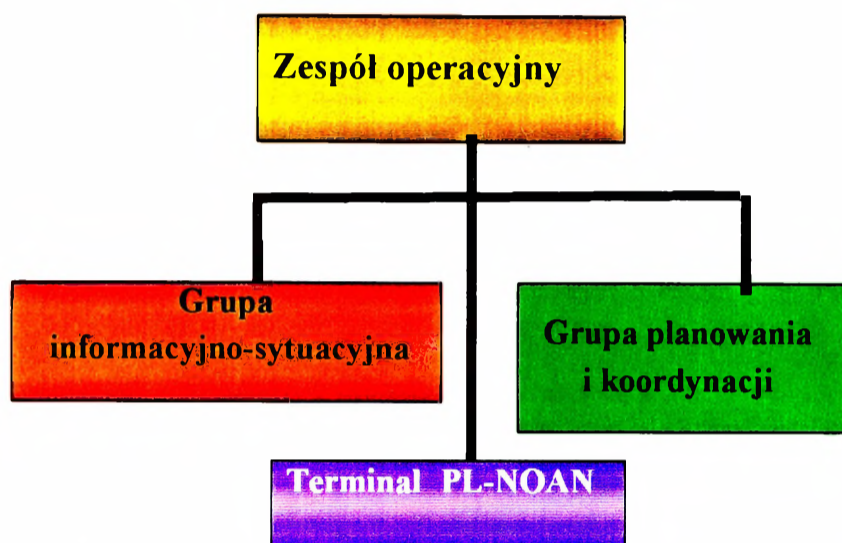 Zespół operacyjny
Grupa
informacyjno-sytuacyjna
Grupa planowania
i koordynacji
Terminal PL-NOAN